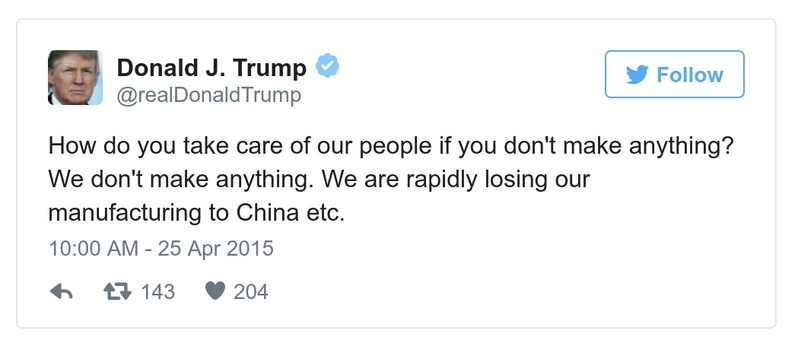 Donald J. Trump
@realDonaldTrump
Follow
How do you take care of our people if you don't make anything?
We don't make anything. We are rapidly losing our
manufacturing to China etc.
10:00 AM - 25 Apr 2015
143 204